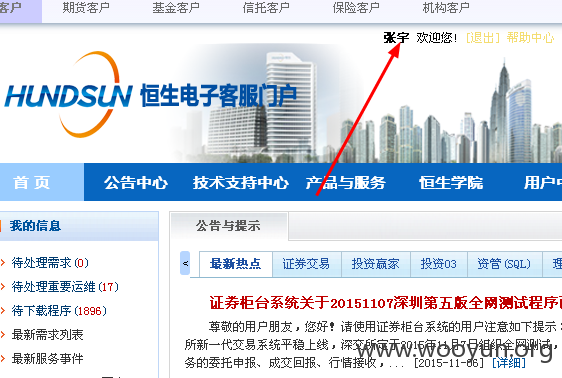 客户 期货客户 基金客户 信托客户 保险客户 机构客户
张宇 欢迎您! [退出] 帮助中心
HUNDSUN 恒生电子客服门户
首 页 公告中心 技术支持中心 产品与服务 恒生学院 用户中
我的信息 公告与提示
待处理需求(0)
待处理重要运维(17)
待下载程序(1896)
最新需求列表
最新服务事件
< 最新热点 证券交易 投资赢家 投资03 资管(SQL) 理
证券柜台系统关于20151107深圳第五版全网测试程序
尊敬的用户朋友，您好！请使用证券柜台系统的用户注意如下提示：
所新一代交易系统平稳上线，深交所定于2015年11月7日组织全网测试，
务的委托申报、成交回报、行情接收，... [2015-11-06] [详细]
www.wooyun.org